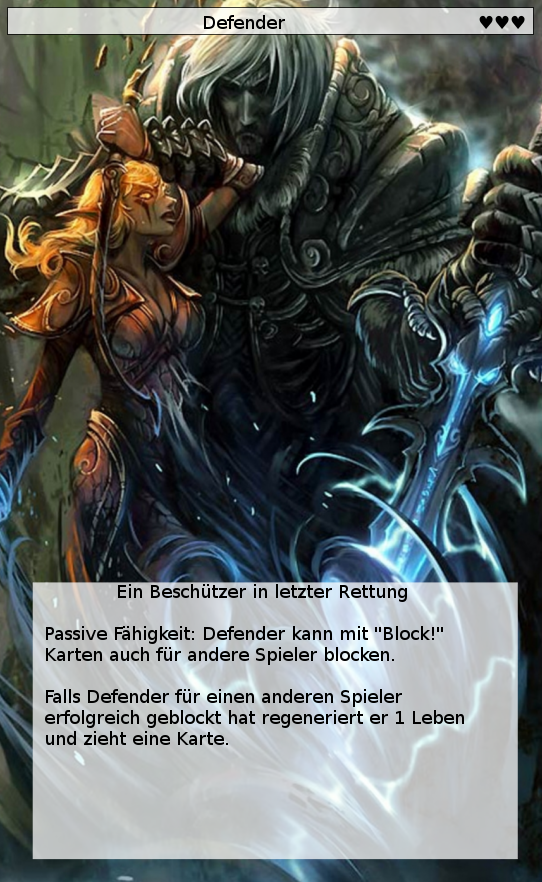 Defender ♥♥♥
Ein Beschützer in letzter Rettung
Passive Fähigkeit: Defender kann mit "Block!"
Karten auch für andere Spieler blocken.
Falls Defender für einen anderen Spieler
erfolgreich geblockt hat regeneriert er 1 Leben
und zieht eine Karte.